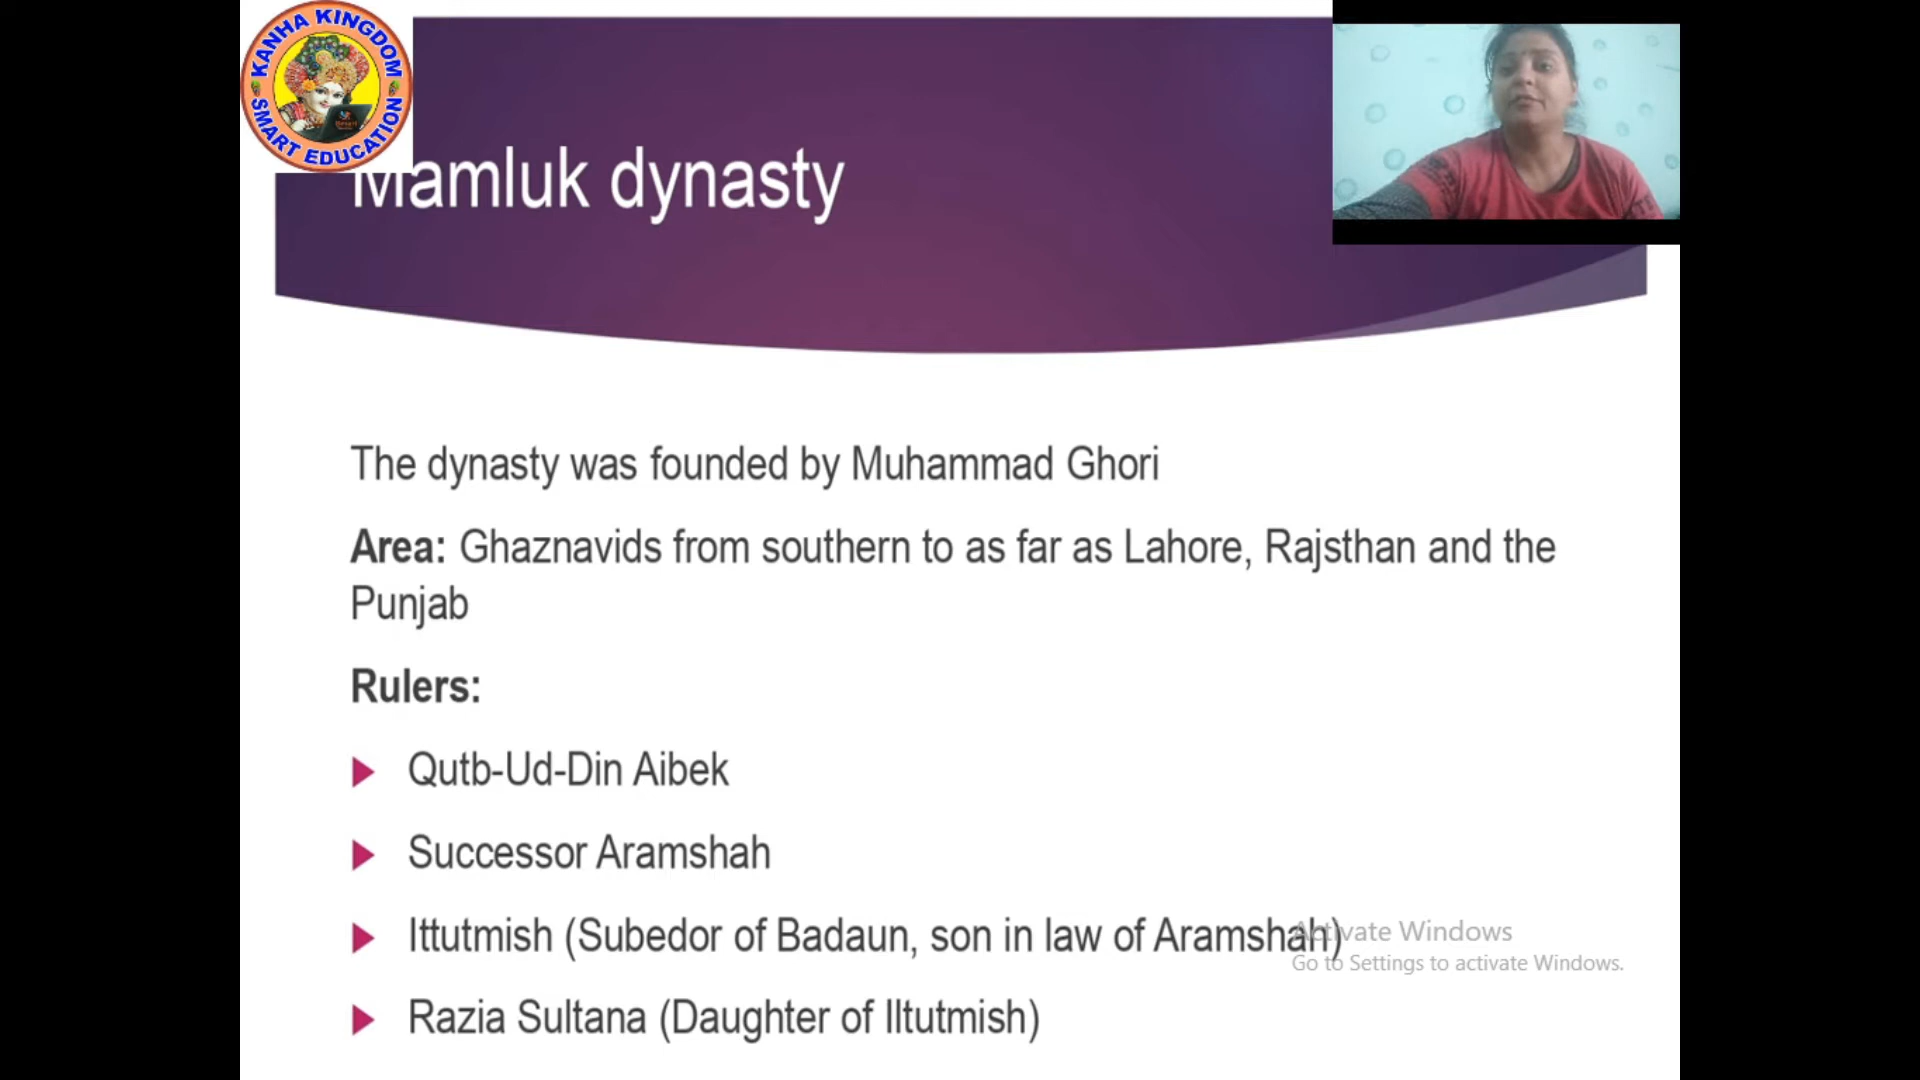 KANHA KINGDOM
SMART EDUCATION
Mamluk dynasty
The dynasty was founded by Muhammad Ghori
Area: Ghaznavids from southern to as far as Lahore, Rajsthan and the
Punjab
Rulers:
Qutb-Ud-Din Aibek
Successor Aramshah
Ittutmish (Subedor of Badaun, son in law of Aramshah)
Activate Windows
Go to Settings to activate Windows.
Razia Sultana (Daughter of Iltutmish)